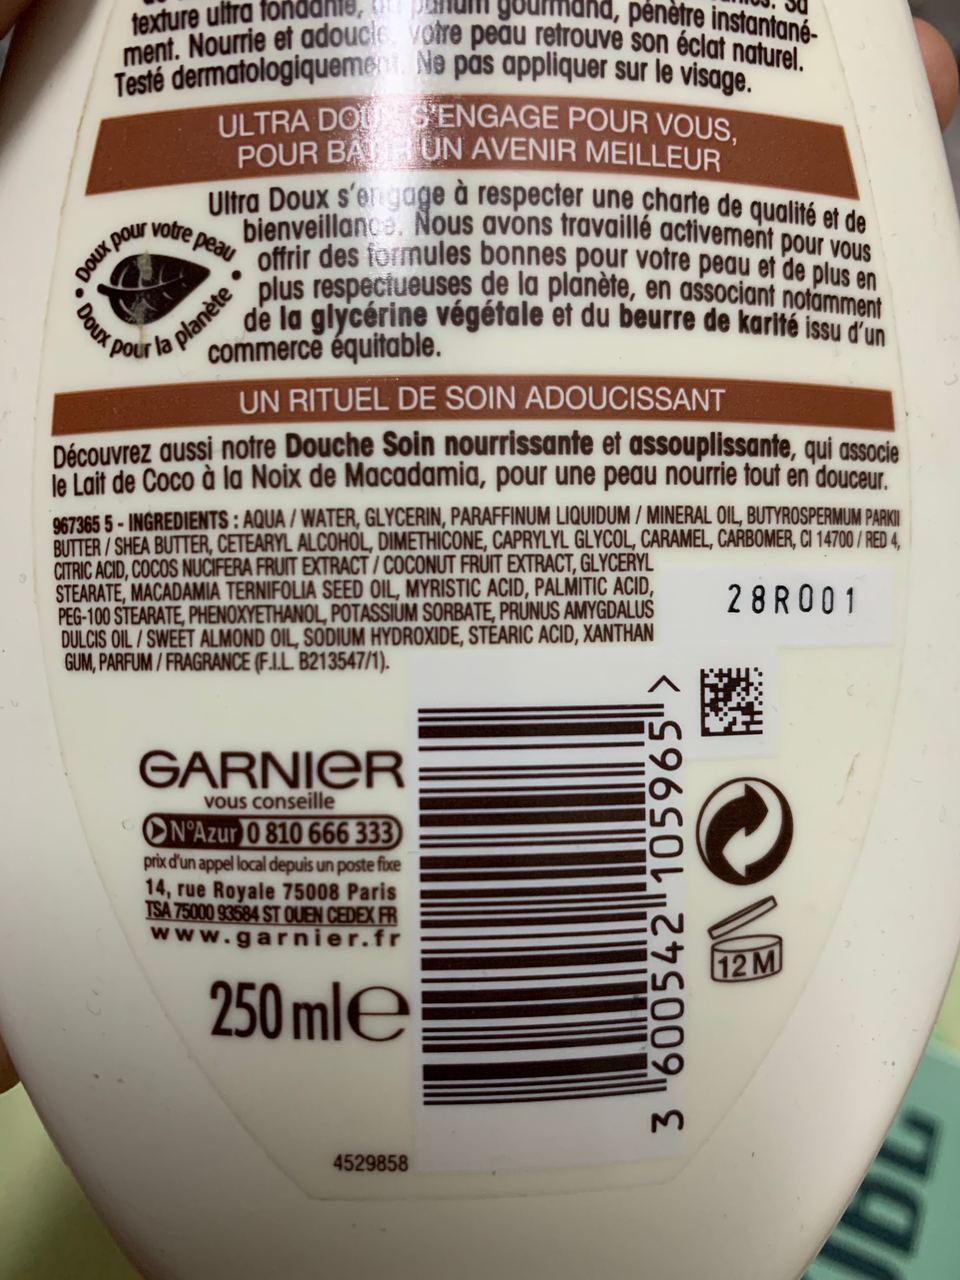 texture ultra fondante, parfum gourmand, pénètre instantané-
ment. Nourrie et adoucie, votre peau retrouve son éclat naturel.
Testé dermatologiquement. Ne pas appliquer sur le visage.
ULTRA DOUX S'ENGAGE POUR VOUS,
POUR BÂTIR UN AVENIR MEILLEUR
Ultra Doux s'engage à respecter une charte de qualité et de
bienveillance. Nous avons travaillé activement pour vous
offrir des formules bonnes pour votre peau et de plus en
plus respectueuses de la planète, en associant notamment
de la glycérine végétale et du beurre de karité issu d'un
commerce équitable.
• Doux pour votre peau
• Doux pour la planète
UN RITUEL DE SOIN ADOUCISSANT
Découvrez aussi notre Douche Soin nourrissante et assouplissante, qui associe
le Lait de Coco à la Noix de Macadamia, pour une peau nourrie tout en douceur.
967365 5 - INGREDIENTS : AQUA / WATER, GLYCERIN, PARAFFINUM LIQUIDUM / MINERAL OIL, BUTYROSPERMUM PARKII
BUTTER / SHEA BUTTER, CETEARYL ALCOHOL, DIMETHICONE, CAPRYLYL GLYCOL, CARAMEL, CARBOMER, CI 14700 / RED 4,
CITRIC ACID, COCOS NUCIFERA FRUIT EXTRACT / COCONUT FRUIT EXTRACT, GLYCERYL
STEARATE, MACADAMIA TERNIFOLIA SEED OIL, MYRISTIC ACID, PALMITIC ACID,
PEG-100 STEARATE, PHENOXYETHANOL, POTASSIUM SORBATE, PRUNUS AMYGDALUS
DULCIS OIL / SWEET ALMOND OIL, SODIUM HYDROXIDE, STEARIC ACID, XANTHAN
GUM, PARFUM / FRAGRANCE (F.I.L. B213547/1).
28R001
GARNIER
vous conseille
N°Azur 0 810 666 333
prix d'un appel local depuis un poste fixe
14, rue Royale 75008 Paris
TSA 75000 93584 ST OUEN CEDEX FR
www.garnier.fr
250 ml e
3 600542 105965 >
12 M
4529858